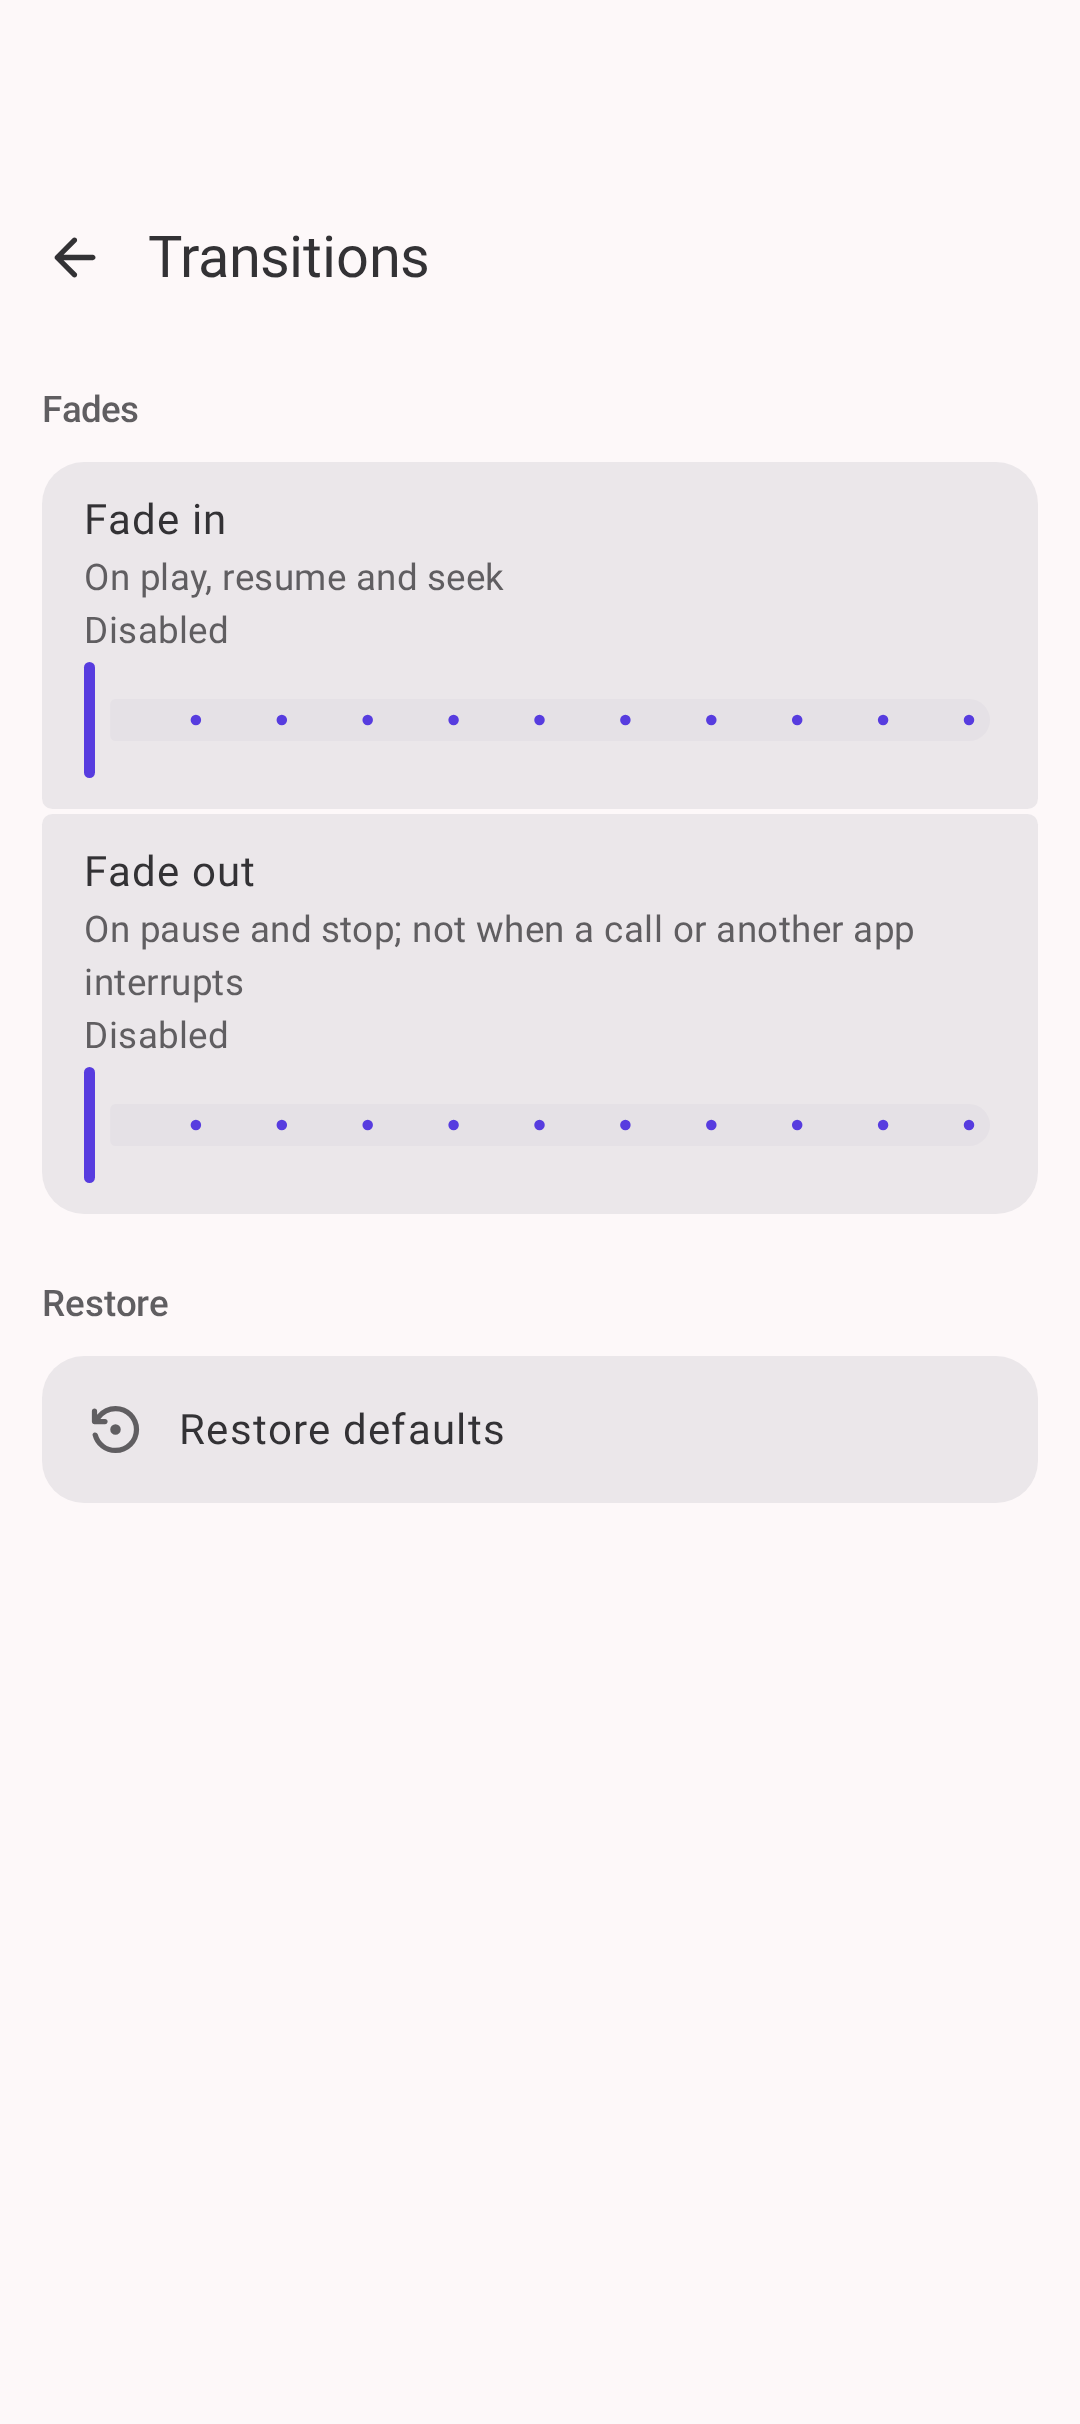 Transitions
Fades
Fade in
On play, resume and seek
Disabled
Fade out
On pause and stop; not when a call or another app
interrupts
Disabled
Restore
Restore defaults